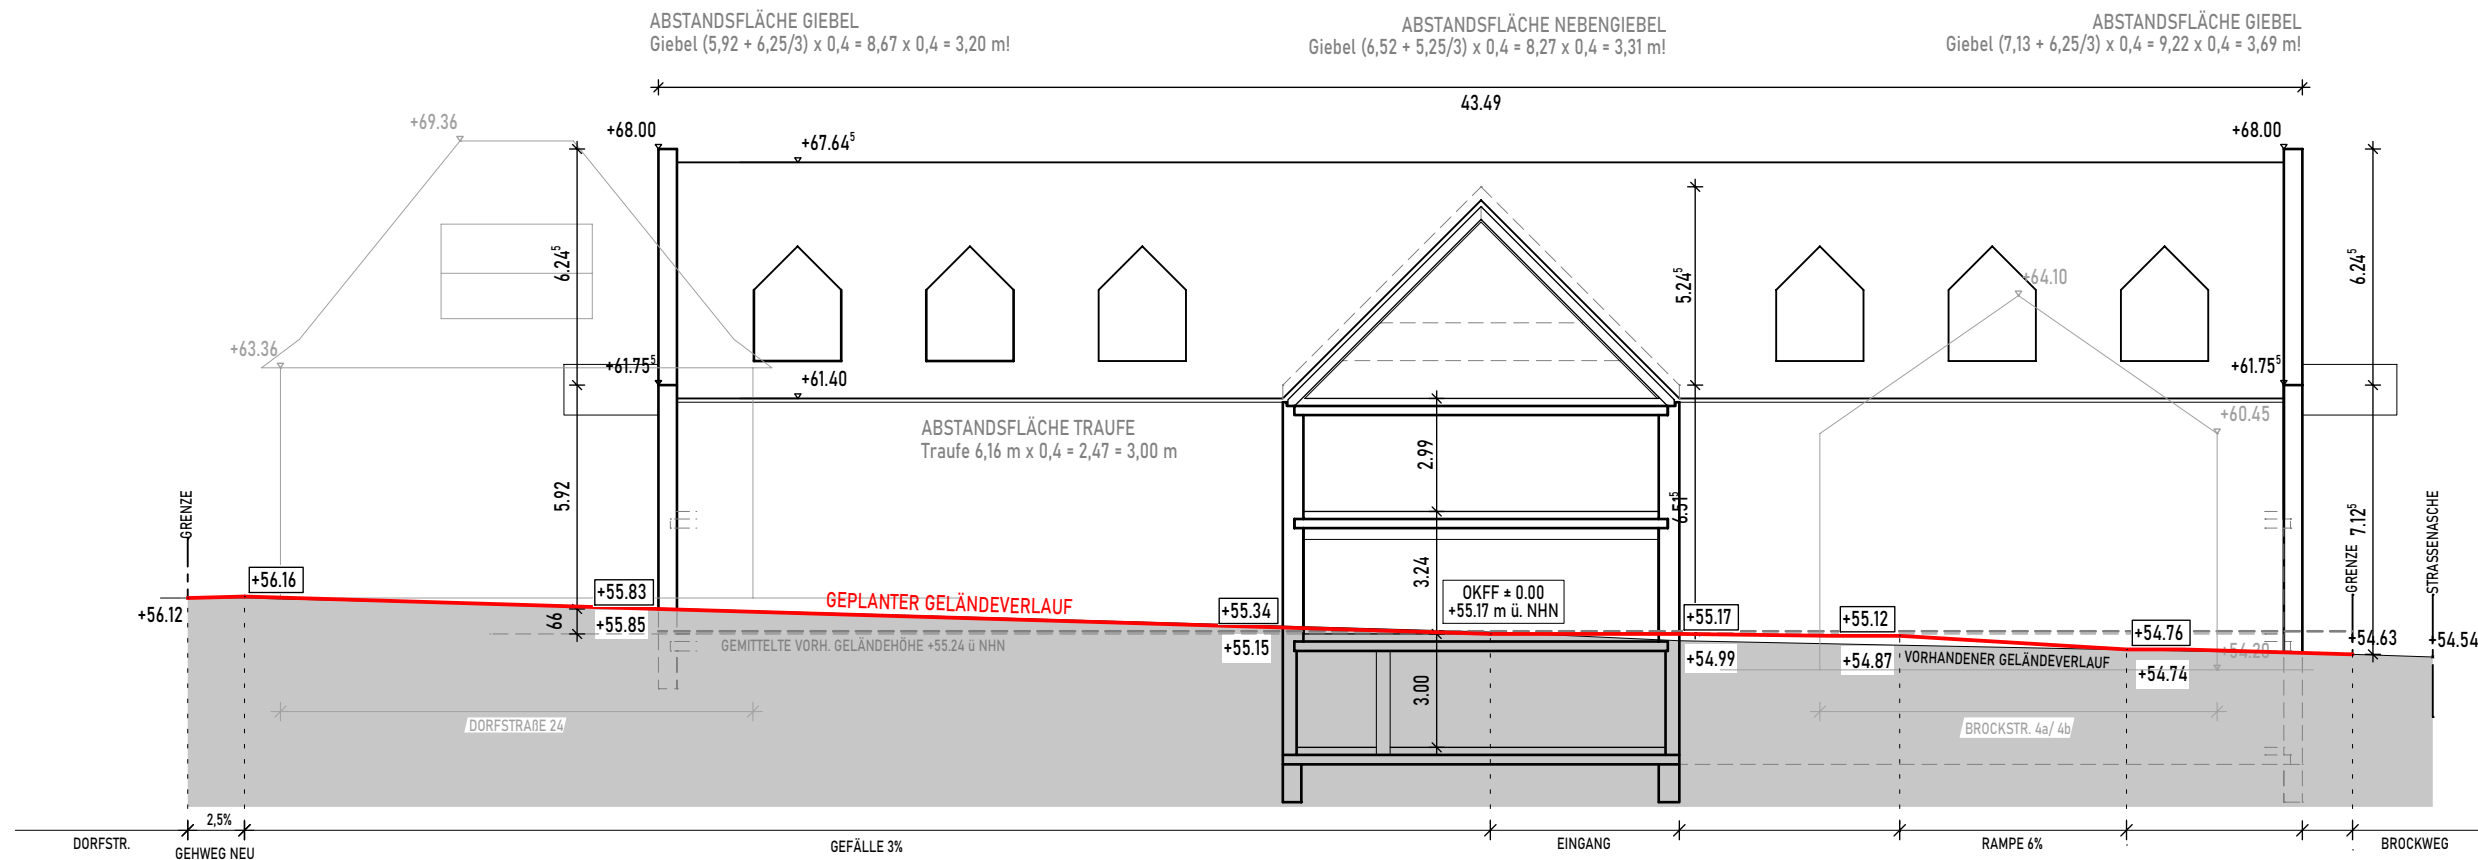 ABSTANDSFLÄCHE GIEBEL
Giebel (5,92 + 6,25/3) x 0,4 = 8,67 x 0,4 = 3,20 m!
ABSTANDSFLÄCHE NEBENGIEBEL
Giebel (6,52 + 5,25/3) x 0,4 = 8,27 x 0,4 = 3,31 m!
ABSTANDSFLÄCHE GIEBEL
Giebel (7,13 + 6,25/3) x 0,4 = 9,22 x 0,4 = 3,69 m!
43.49
+69.36
+68.00
+67.64⁵
+68.00
6.24⁵
5.24⁵
6.24⁵
+64.10
+63.36
+61.75⁵
+61.40
+61.75⁵
+60.45
ABSTANDSFLÄCHE TRAUFE
Traufe 6,16 m x 0,4 = 2,47 = 3,00 m
2.99
5.92
6.51⁵
7.12⁵
GRENZE
GRENZE
STRASSENASCHE
3.24
+56.16
+56.12
+55.83
+55.85
66
GEPLANTER GELÄNDEVERLAUF
GEMITTELTE VORH. GELÄNDEHÖHE +55.24 ü NHN
+55.34
+55.15
OKFF ± 0.00
+55.17 m ü. NHN
+55.17
+54.99
+55.12
+54.87
VORHANDENER GELÄNDEVERLAUF
+54.76
+54.74
+54.20
+54.63
+54.54
3.00
DORFSTRAßE 24
BROCKSTR. 4a/ 4b
2,5%
DORFSTR.
GEHWEG NEU
GEFÄLLE 3%
EINGANG
RAMPE 6%
BROCKWEG